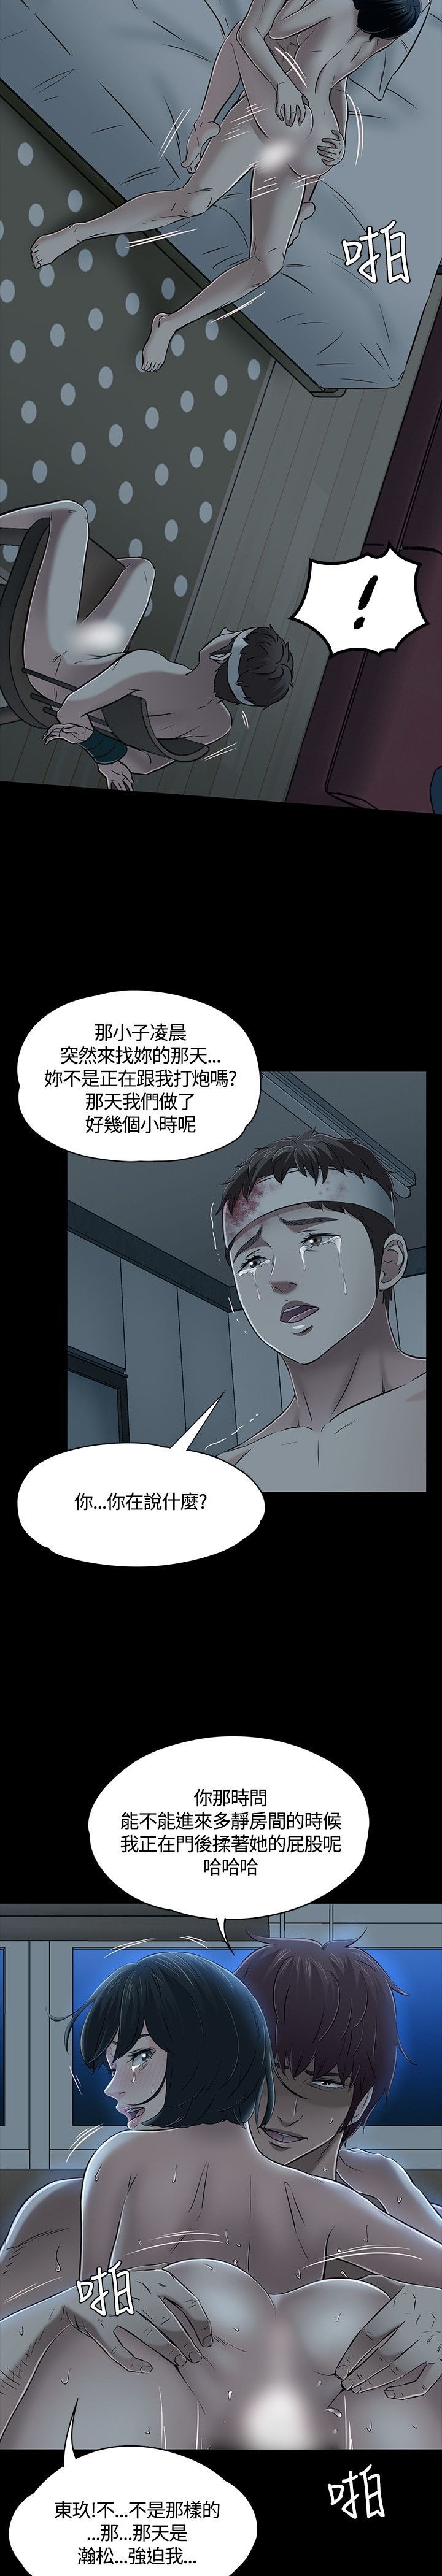 啪
!
那小子凌晨
突然來找妳的那天...
妳不是正在跟我打炮嗎?
那天我們做了
好幾個小時呢
你...你在說什麼?
你那時問
能不能進來多靜房間的時候
我正在門後揉著她的屁股呢
哈哈哈
啪
啪
東玖!不...不是那樣的
...那...那天是
瀚松...強迫我...